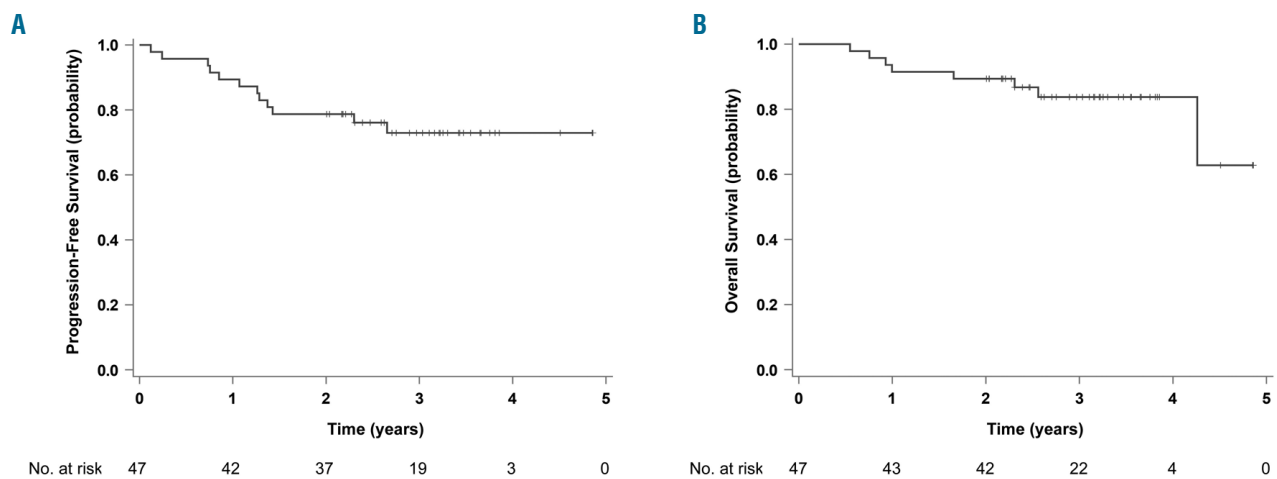 A
Progression-Free Survival (probability)
1.0
0.8
0.6
0.4
0.2
0.0
0 1 2 3 4 5
Time (years)
No. at risk 47 42 37 19 3 0
B
Overall Survival (probability)
1.0
0.8
0.6
0.4
0.2
0.0
0 1 2 3 4 5
Time (years)
No. at risk 47 43 42 22 4 0